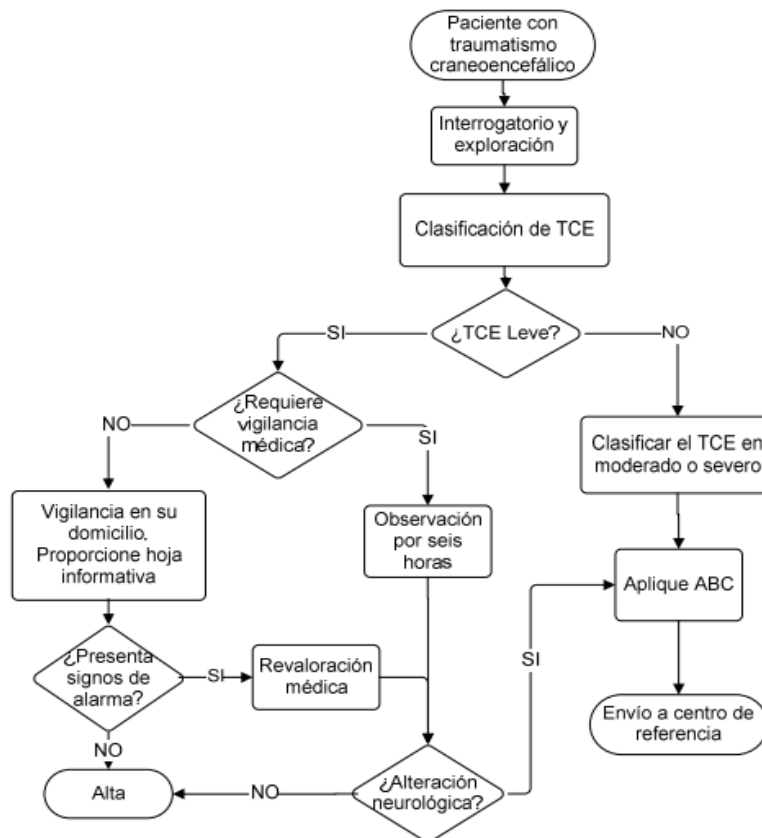 Paciente con
traumatismo
craneoencefálico
Interrogatorio y
exploración
Clasificación de TCE
¿TCE Leve?
SI
NO
¿Requiere
vigilancia
médica?
NO
SI
Clasificar el TCE en
moderado o severo
Vigilancia en su
domicilio.
Proporcione hoja
informativa
Observación
por seis
horas
Aplique ABC
¿Presenta
signos de
alarma?
SI
Revaloración
médica
SI
Envío a centro de
referencia
NO
Alta
NO
¿Alteración
neurológica?